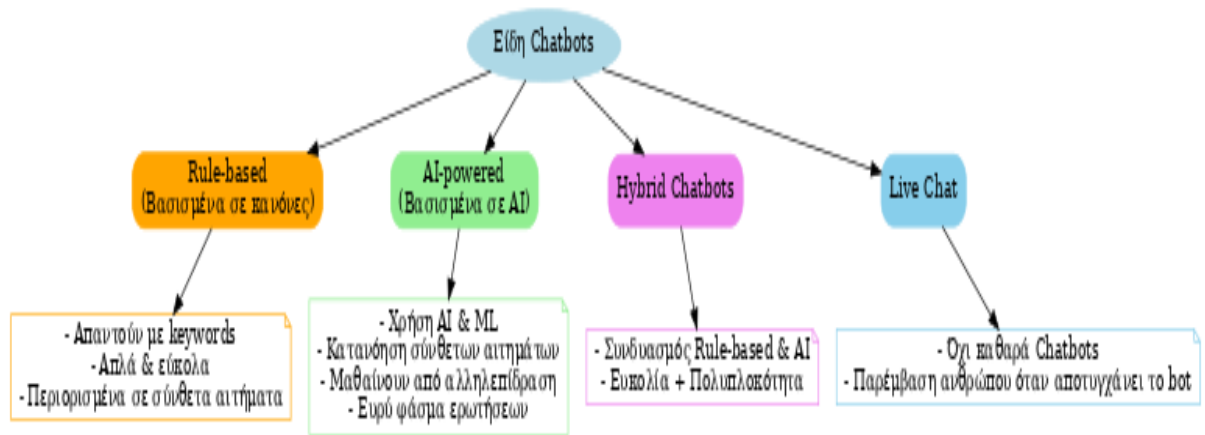 Είδη Chatbots
Rule-based
(Βασισμένα σε κανόνες)
AI-powered
(Βασισμένα σε AI)
Hybrid Chatbots
Live Chat
- Απαντούν με keywords
- Απλά & εύκολα
- Περιορισμένα σε σύνθετα αιτήματα
- Χρήση AI & ML
- Κατανόηση σύνθετων αιτημάτων
- Μαθαίνουν από αλληλεπίδραση
- Ευρύ φάσμα ερωτήσεων
- Συνδυασμός Rule-based & AI
- Ευκολία + Πολυπλοκότητα
- Όχι καθαρά Chatbots
- Παρέμβαση ανθρώπου όταν αποτυγχάνει το bot